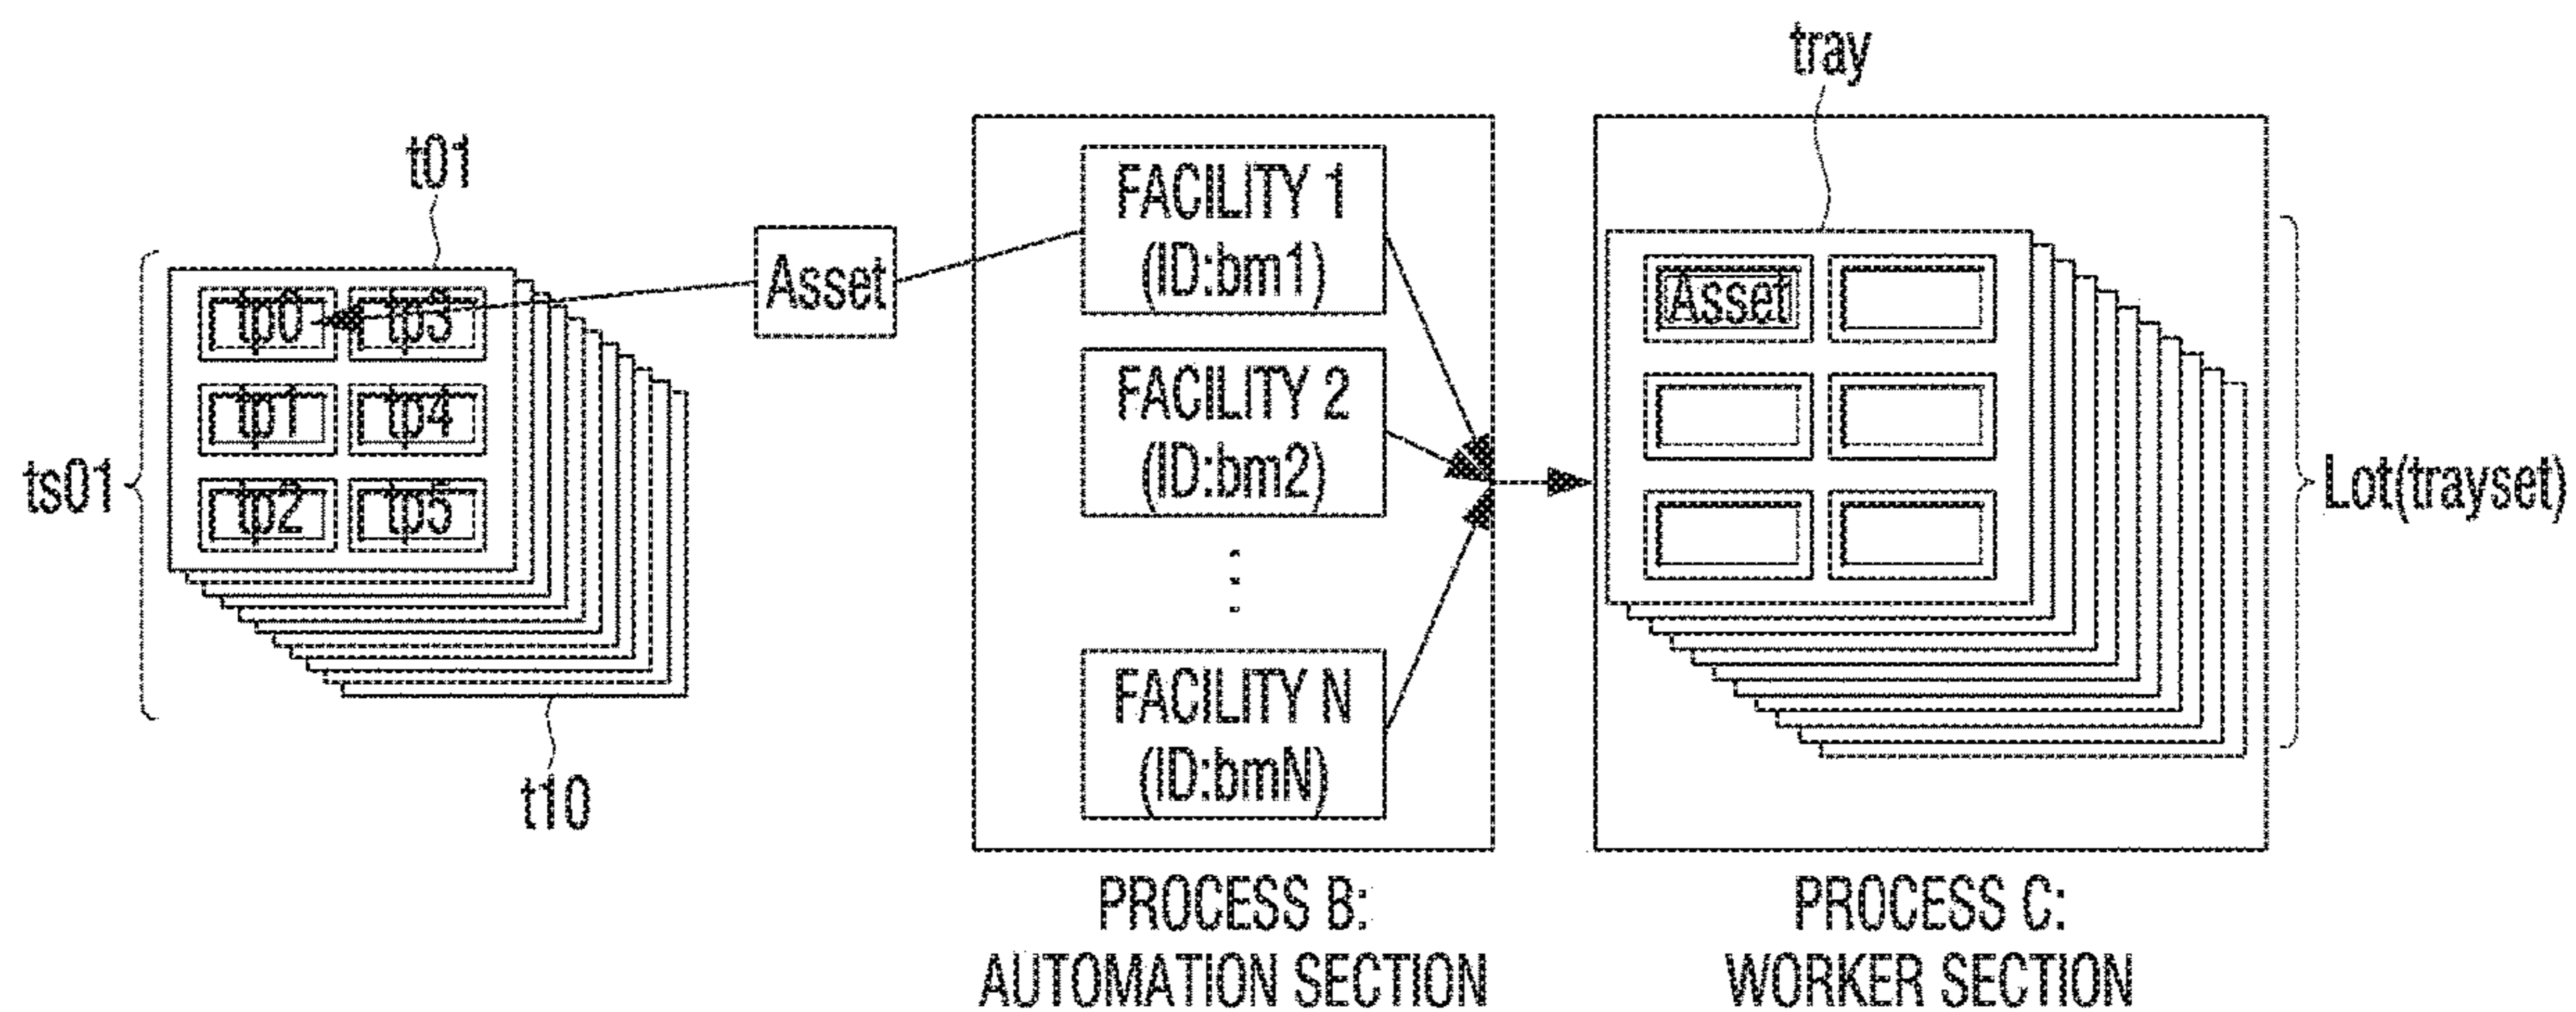 tray
t01
FACILITY 1
(ID:bm1)
Asset
tp0
tp3
Asset
FACILITY 2
(ID:bm2)
tp1
tp4
ts01
tp2
tp5
Lot(trayset)
FACILITY N
(ID:bmN)
t10
PROCESS B:
AUTOMATION SECTION
PROCESS C:
WORKER SECTION